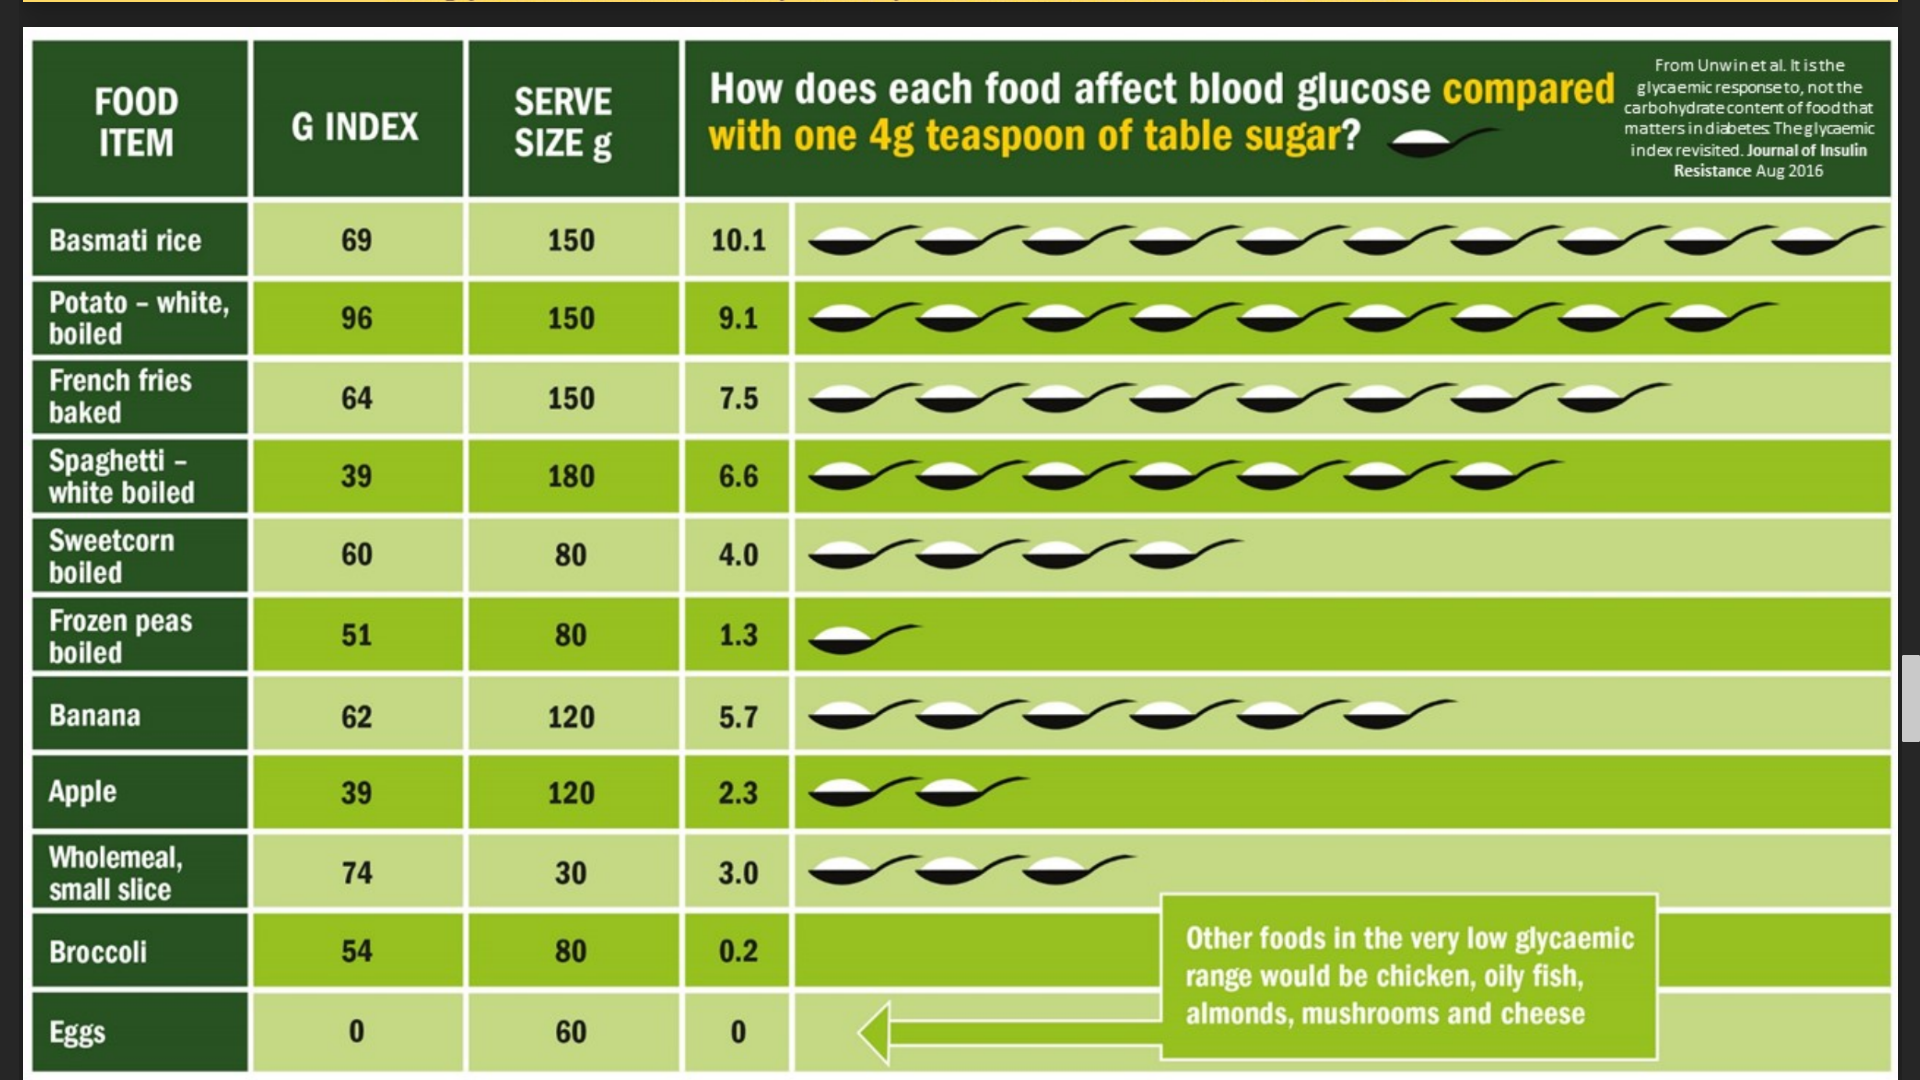 FOOD
ITEM
G INDEX
SERVE
SIZE g
How does each food affect blood glucose compared
with one 4g teaspoon of table sugar?
From Unwin et al. It is the
glycaemic response to, not the
carbohydrate content of food that
matters in diabetes: The glycaemic
index revisited. Journal of Insulin
Resistance Aug 2016
Basmati rice
69
150
10.1
Potato – white,
boiled
96
150
9.1
French fries
baked
64
150
7.5
Spaghetti –
white boiled
39
180
6.6
Sweetcorn
boiled
60
80
4.0
Frozen peas
boiled
51
80
1.3
Banana
62
120
5.7
Apple
39
120
2.3
Wholemeal,
small slice
74
30
3.0
Broccoli
54
80
0.2
Eggs
0
60
0
Other foods in the very low glycaemic
range would be chicken, oily fish,
almonds, mushrooms and cheese